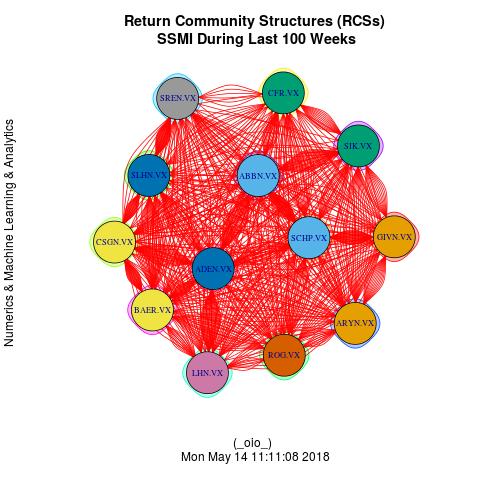 Return Community Structures (RCSs)
SSMI During Last 100 Weeks
Numerics & Machine Learning & Analytics
SREN.VX
CFR.VX
SIK.VX
SLHN.VX
ABBN.VX
CSGN.VX
SCHP.VX
GIVN.VX
ADEN.VX
BAER.VX
ARYN.VX
ROG.VX
LHN.VX
(_oio_)
Mon May 14 11:11:08 2018